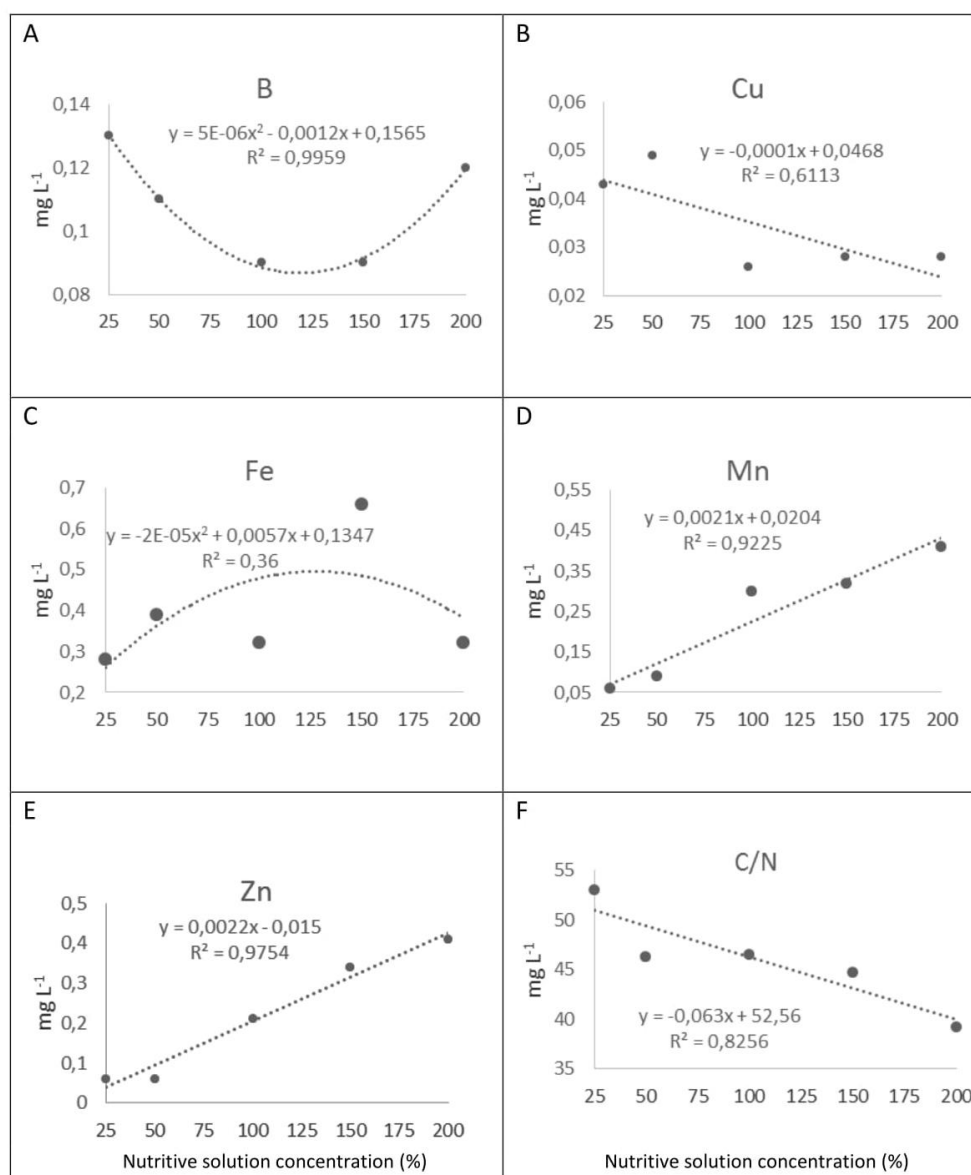 A
B
0,14
0,12
0,1
0,08
mg L⁻¹
y = 5E-06x² - 0,0012x + 0,1565
R² = 0,9959
25 50 75 100 125 150 175 200
B
Cu
0,06
0,05
0,04
0,03
0,02
mg L⁻¹
y = -0,0001x + 0,0468
R² = 0,6113
25 50 75 100 125 150 175 200
C
Fe
0,7
0,6
0,5
0,4
0,3
0,2
mg L⁻¹
y = -2E-05x² + 0,0057x + 0,1347
R² = 0,36
25 50 75 100 125 150 175 200
D
Mn
0,55
0,45
0,35
0,25
0,15
0,05
mg L⁻¹
y = 0,0021x + 0,0204
R² = 0,9225
25 50 75 100 125 150 175 200
E
Zn
0,5
0,4
0,3
0,2
0,1
0
mg L⁻¹
y = 0,0022x - 0,015
R² = 0,9754
25 50 75 100 125 150 175 200
Nutritive solution concentration (%)
F
C/N
55
50
45
40
35
mg L⁻¹
y = -0,063x + 52,56
R² = 0,8256
25 50 75 100 125 150 175 200
Nutritive solution concentration (%)